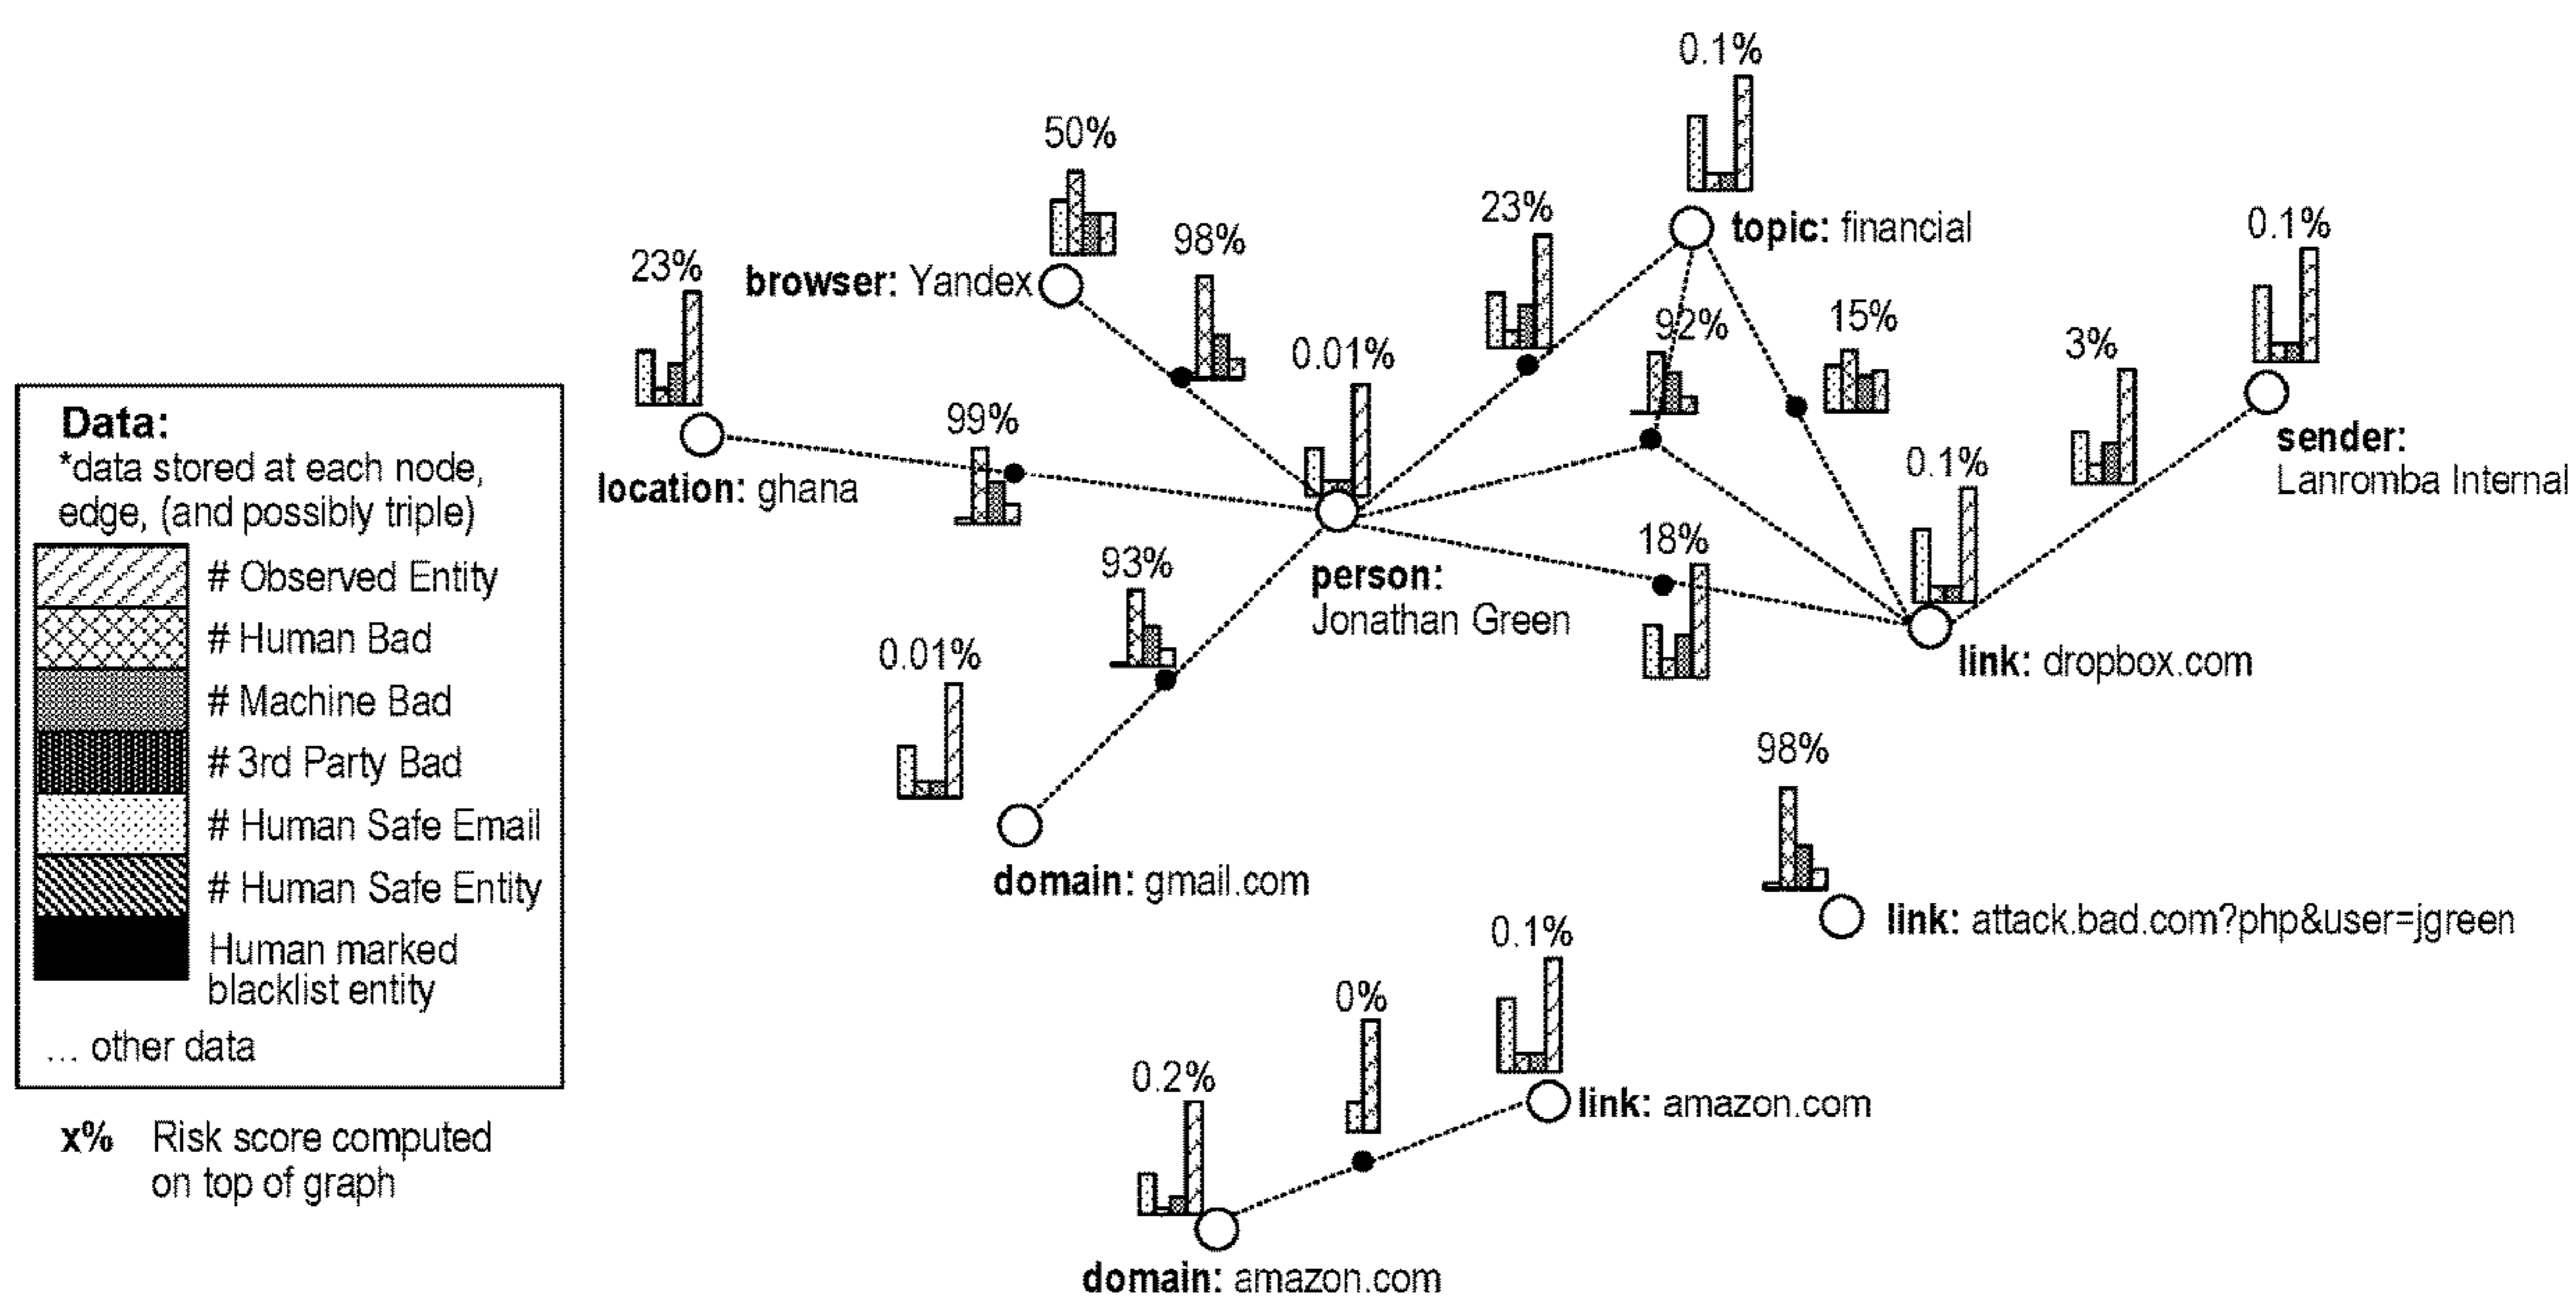 Data:
*data stored at each node,
edge, (and possibly triple)
# Observed Entity
# Human Bad
# Machine Bad
# 3rd Party Bad
# Human Safe Email
# Human Safe Entity
Human marked
blacklist entity
... other data
x% Risk score computed
on top of graph
0.1%
topic: financial
50%
browser: Yandex
98%
23%
23%
location: ghana
99%
0.01%
person:
Jonathan Green
92%
15%
0.1%
sender:
Lanromba Internal
3%
0.1%
link: dropbox.com
18%
93%
0.01%
domain: gmail.com
98%
link: attack.bad.com?php&user=jgreen
0.1%
link: amazon.com
0%
0.2%
domain: amazon.com